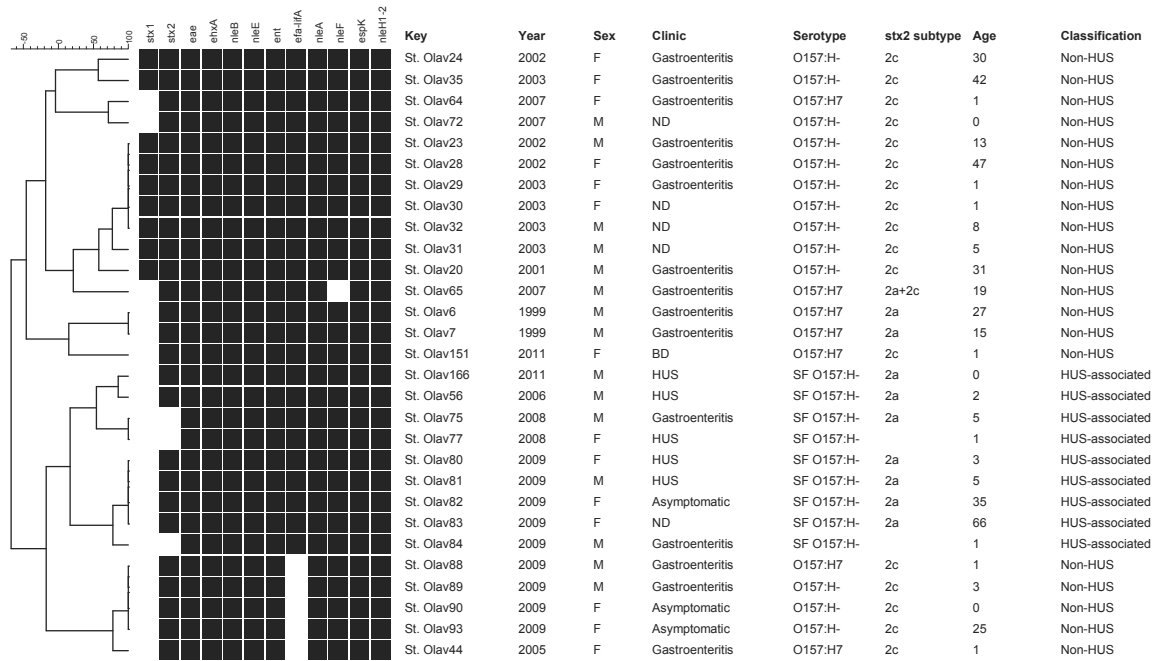 stx1 stx2 eae ehxA nleB nleE ent efa-lifA nleA nleF espK nleH1-2
-50 0 50 100
Key Year Sex Clinic Serotype stx2 subtype Age Classification
St. Olav24 2002 F Gastroenteritis O157:H- 2c 30 Non-HUS
St. Olav35 2003 F Gastroenteritis O157:H- 2c 42 Non-HUS
St. Olav64 2007 F Gastroenteritis O157:H7 2c 1 Non-HUS
St. Olav72 2007 M ND O157:H- 2c 0 Non-HUS
St. Olav23 2002 M Gastroenteritis O157:H- 2c 13 Non-HUS
St. Olav28 2002 F Gastroenteritis O157:H- 2c 47 Non-HUS
St. Olav29 2003 F Gastroenteritis O157:H- 2c 1 Non-HUS
St. Olav30 2003 F ND O157:H- 2c 1 Non-HUS
St. Olav32 2003 M ND O157:H- 2c 8 Non-HUS
St. Olav31 2003 M ND O157:H- 2c 5 Non-HUS
St. Olav20 2001 M Gastroenteritis O157:H- 2c 31 Non-HUS
St. Olav65 2007 M Gastroenteritis O157:H7 2a+2c 19 Non-HUS
St. Olav6 1999 M Gastroenteritis O157:H7 2a 27 Non-HUS
St. Olav7 1999 M Gastroenteritis O157:H7 2a 15 Non-HUS
St. Olav151 2011 F BD O157:H7 2c 1 Non-HUS
St. Olav166 2011 M HUS SF O157:H- 2a 0 HUS-associated
St. Olav56 2006 M HUS SF O157:H- 2a 2 HUS-associated
St. Olav75 2008 M Gastroenteritis SF O157:H- 2a 5 HUS-associated
St. Olav77 2008 F HUS SF O157:H- 1 HUS-associated
St. Olav80 2009 F HUS SF O157:H- 2a 3 HUS-associated
St. Olav81 2009 M HUS SF O157:H- 2a 5 HUS-associated
St. Olav82 2009 F Asymptomatic SF O157:H- 2a 35 HUS-associated
St. Olav83 2009 F ND SF O157:H- 2a 66 HUS-associated
St. Olav84 2009 M Gastroenteritis SF O157:H- 1 HUS-associated
St. Olav88 2009 M Gastroenteritis O157:H7 2c 1 Non-HUS
St. Olav89 2009 M Gastroenteritis O157:H- 2c 3 Non-HUS
St. Olav90 2009 F Asymptomatic O157:H- 2c 0 Non-HUS
St. Olav93 2009 F Asymptomatic O157:H- 2c 25 Non-HUS
St. Olav44 2005 F Gastroenteritis O157:H7 2c 1 Non-HUS